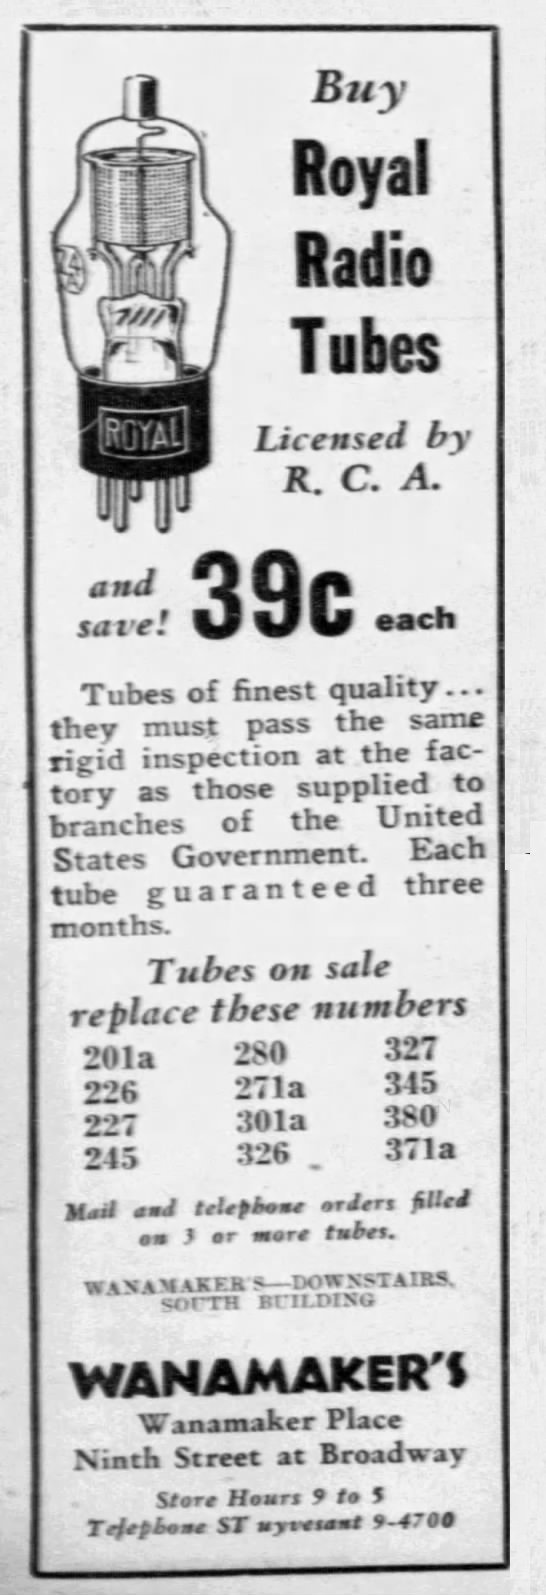 Buy
Royal
Radio
Tubes
Licensed by
R. C. A.
ROYAL
and
save! 39c each
Tubes of finest quality...
they must pass the same
rigid inspection at the fac-
tory as those supplied to
branches of the United
States Government. Each
tube guaranteed three
months.
Tubes on sale
replace these numbers
201a 280 327
226 271a 345
227 301a 380
245 326 371a
Mail and telephone orders filled
on 3 or more tubes.
WANAMAKER'S—DOWNSTAIRS,
SOUTH BUILDING
WANAMAKER'S
Wanamaker Place
Ninth Street at Broadway
Store Hours 9 to 5
Telephone ST uyvesant 9-4700